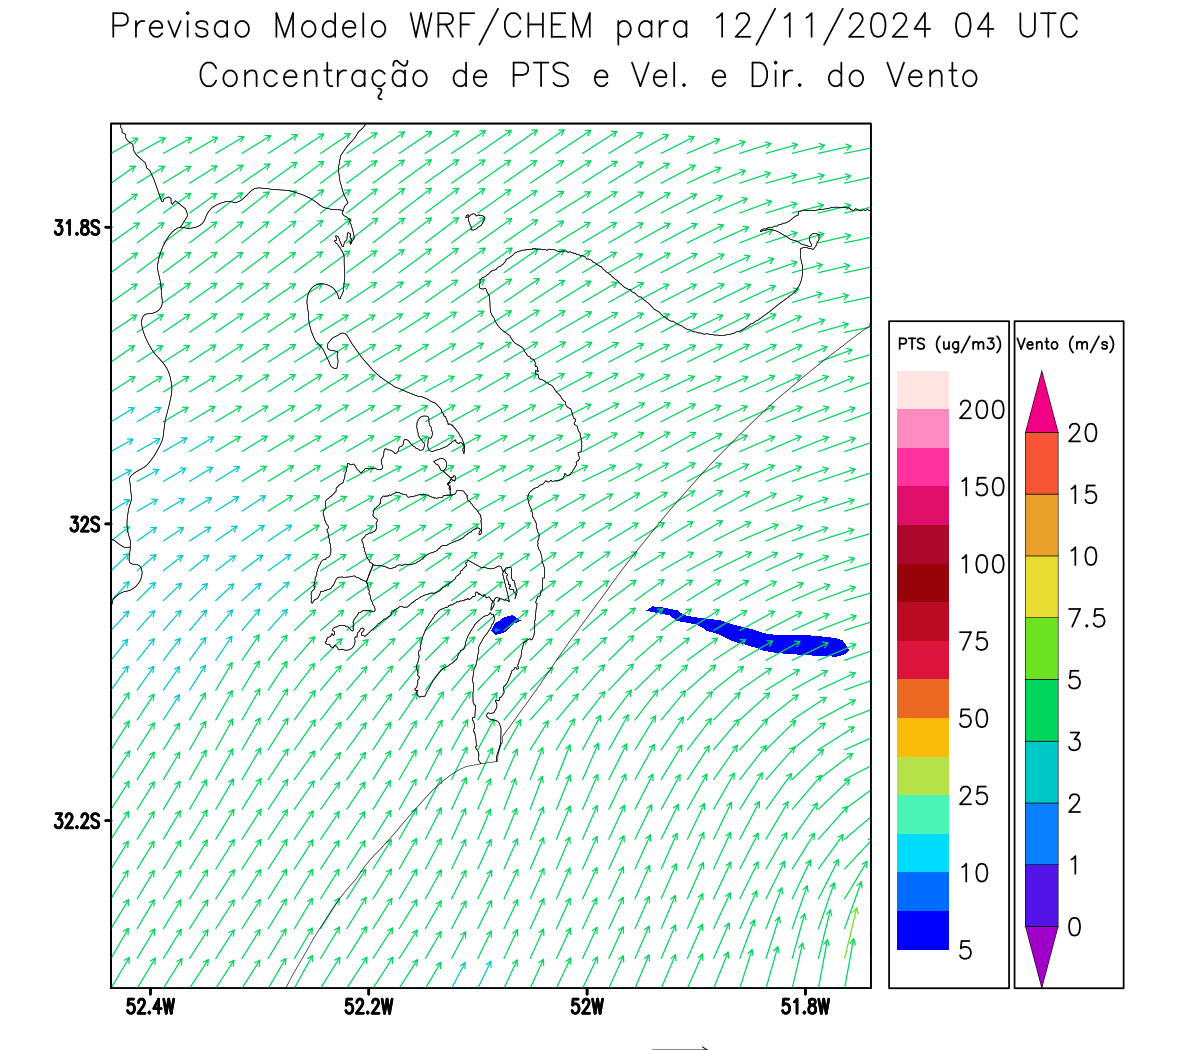 Previsao Modelo WRF/CHEM para 12/11/2024 04 UTC
Concentração de PTS e Vel. e Dir. do Vento
31.8S
32S
32.2S
52.4W
52.2W
52W
51.8W
PTS (ug/m3)
200
150
100
75
50
25
10
5
Vento (m/s)
20
15
10
7.5
5
3
2
1
0